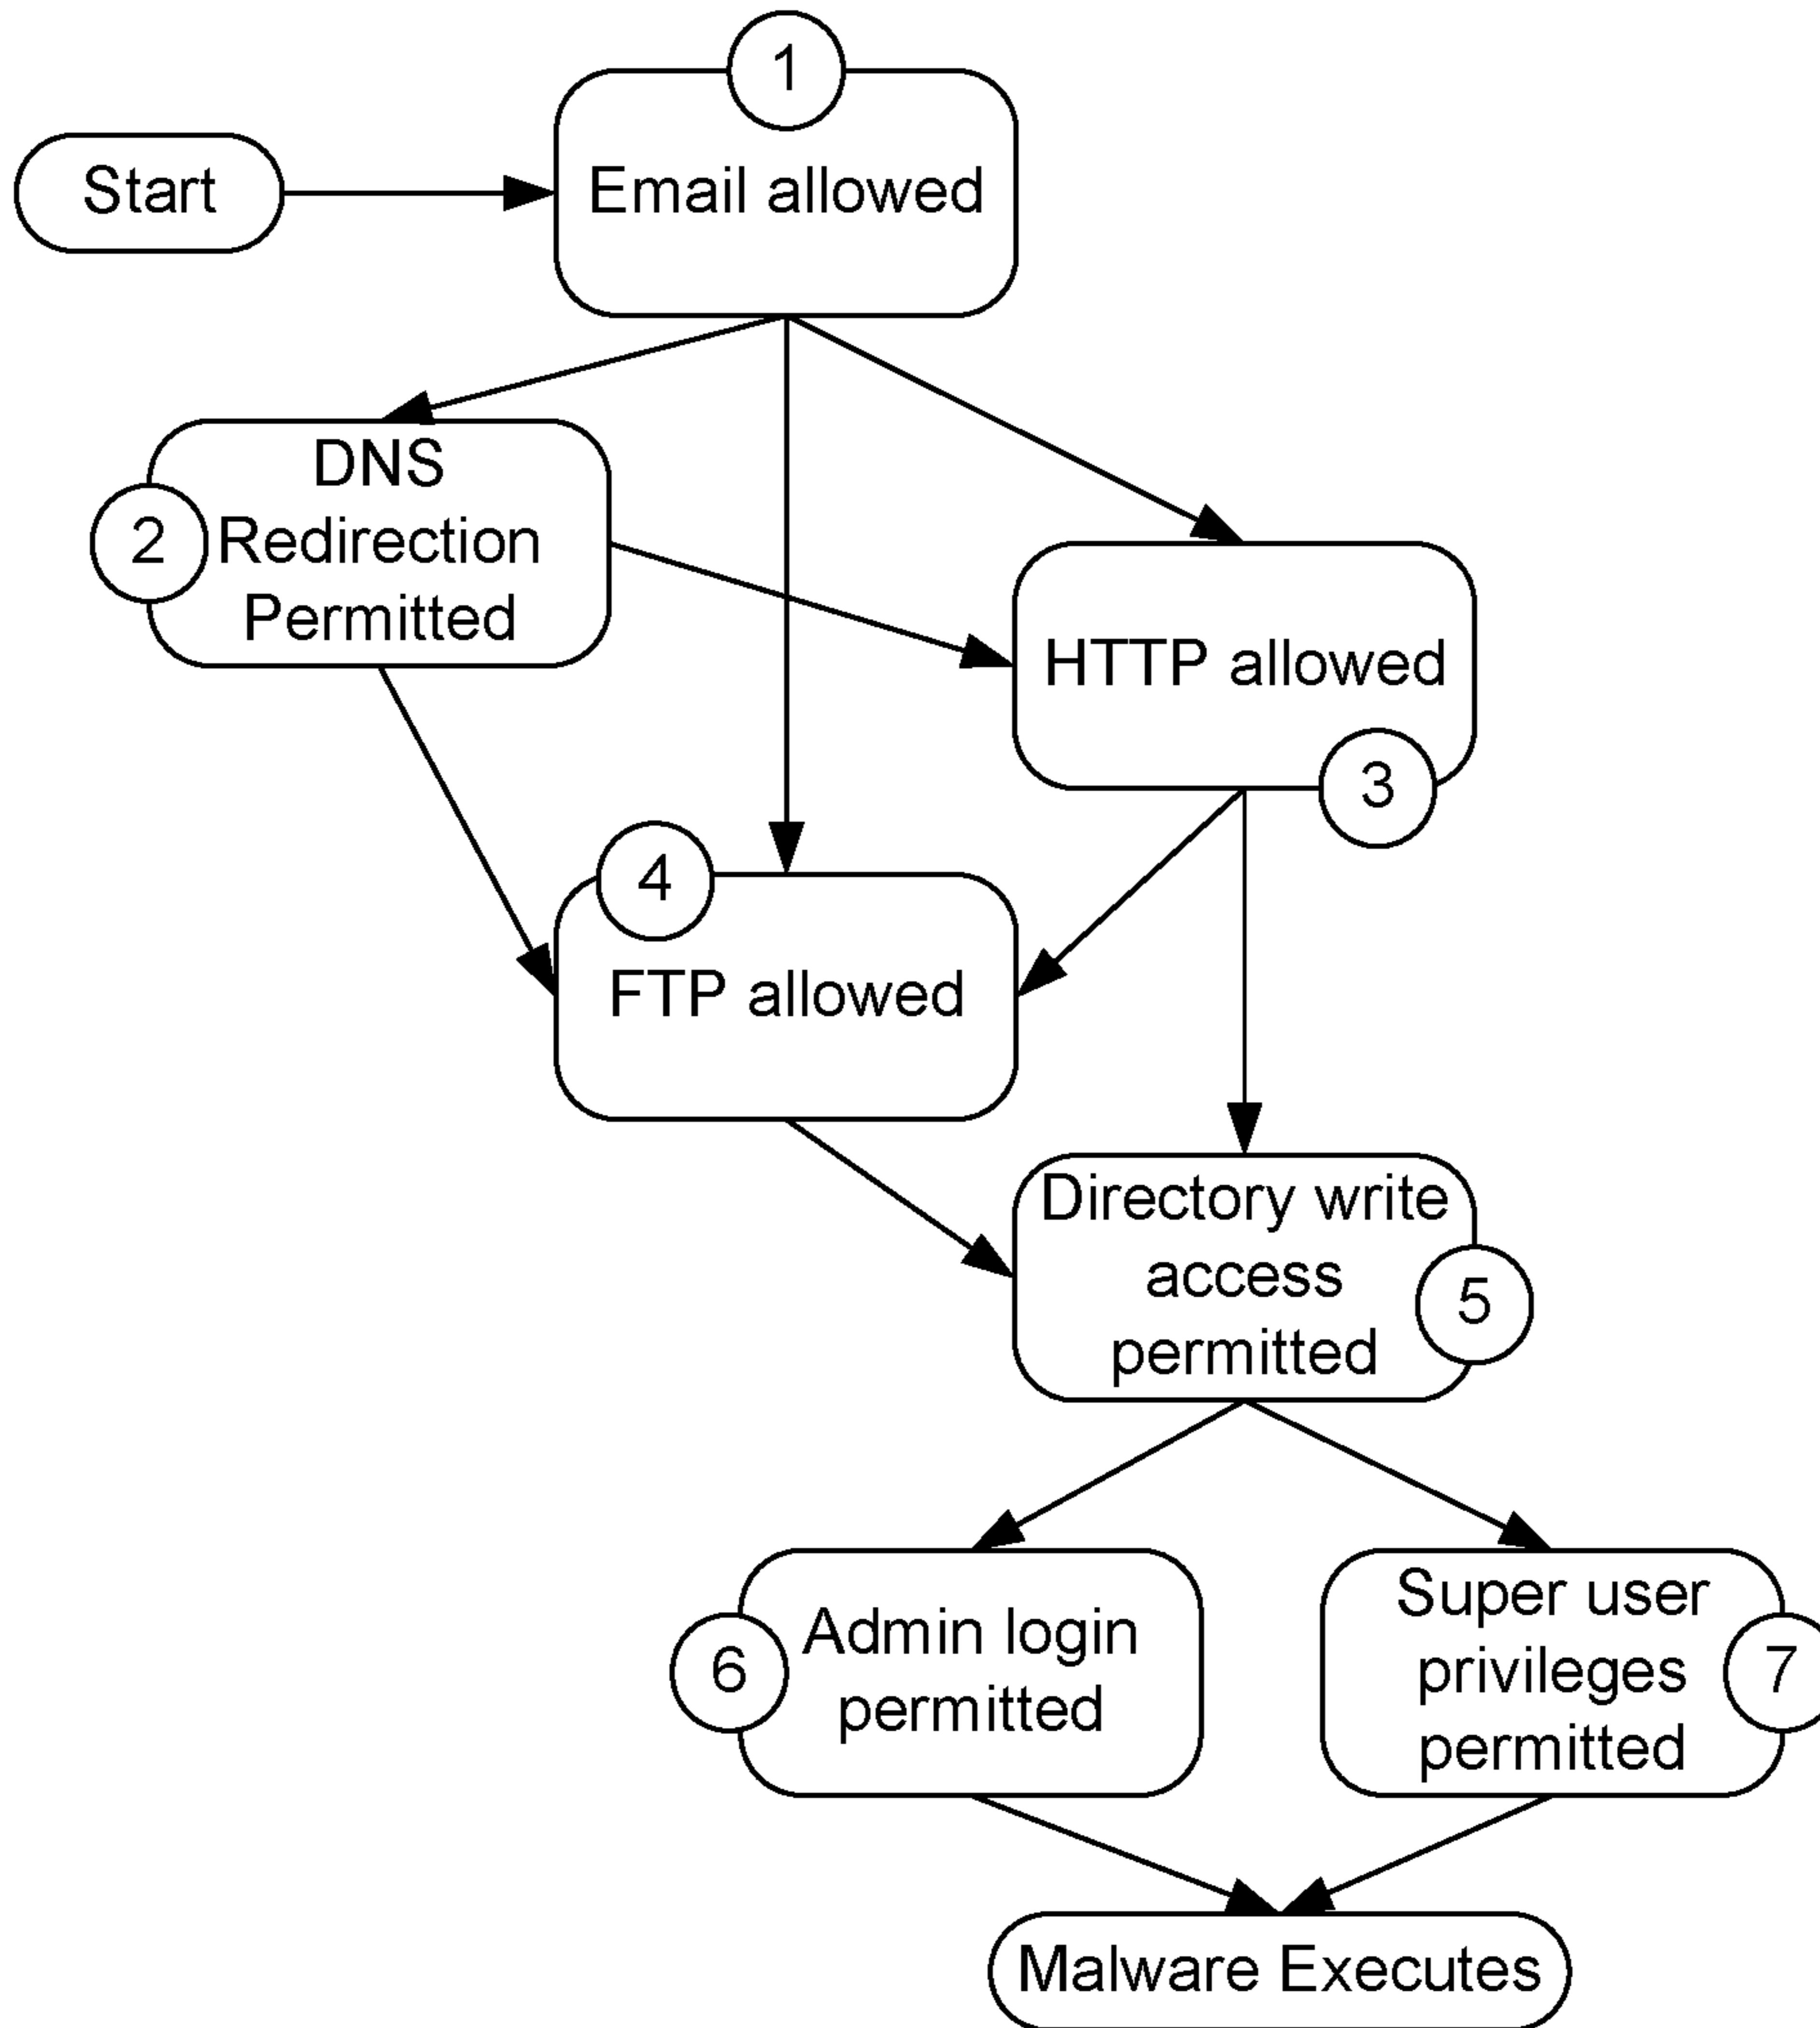 1
Start
Email allowed
DNS
2
Redirection
Permitted
HTTP allowed
3
4
FTP allowed
Directory write
access
5
permitted
Admin login
6
permitted
Super user
privileges
7
permitted
Malware Executes